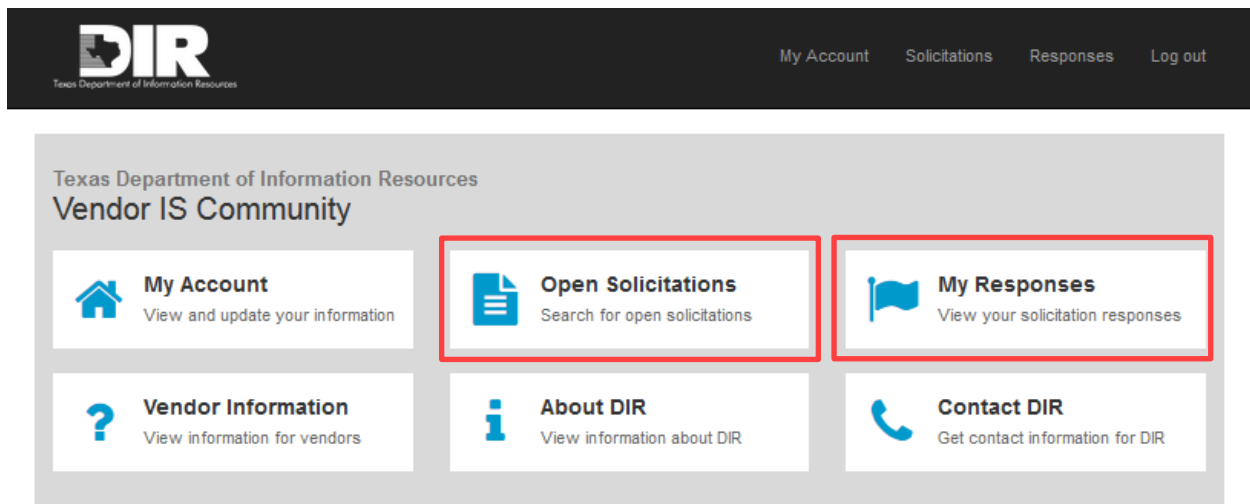 DIR
Texas Department of Information Resources
My Account Solicitations Responses Log out
Texas Department of Information Resources
Vendor IS Community
My Account
View and update your information
Open Solicitations
Search for open solicitations
My Responses
View your solicitation responses
Vendor Information
View information for vendors
About DIR
View information about DIR
Contact DIR
Get contact information for DIR